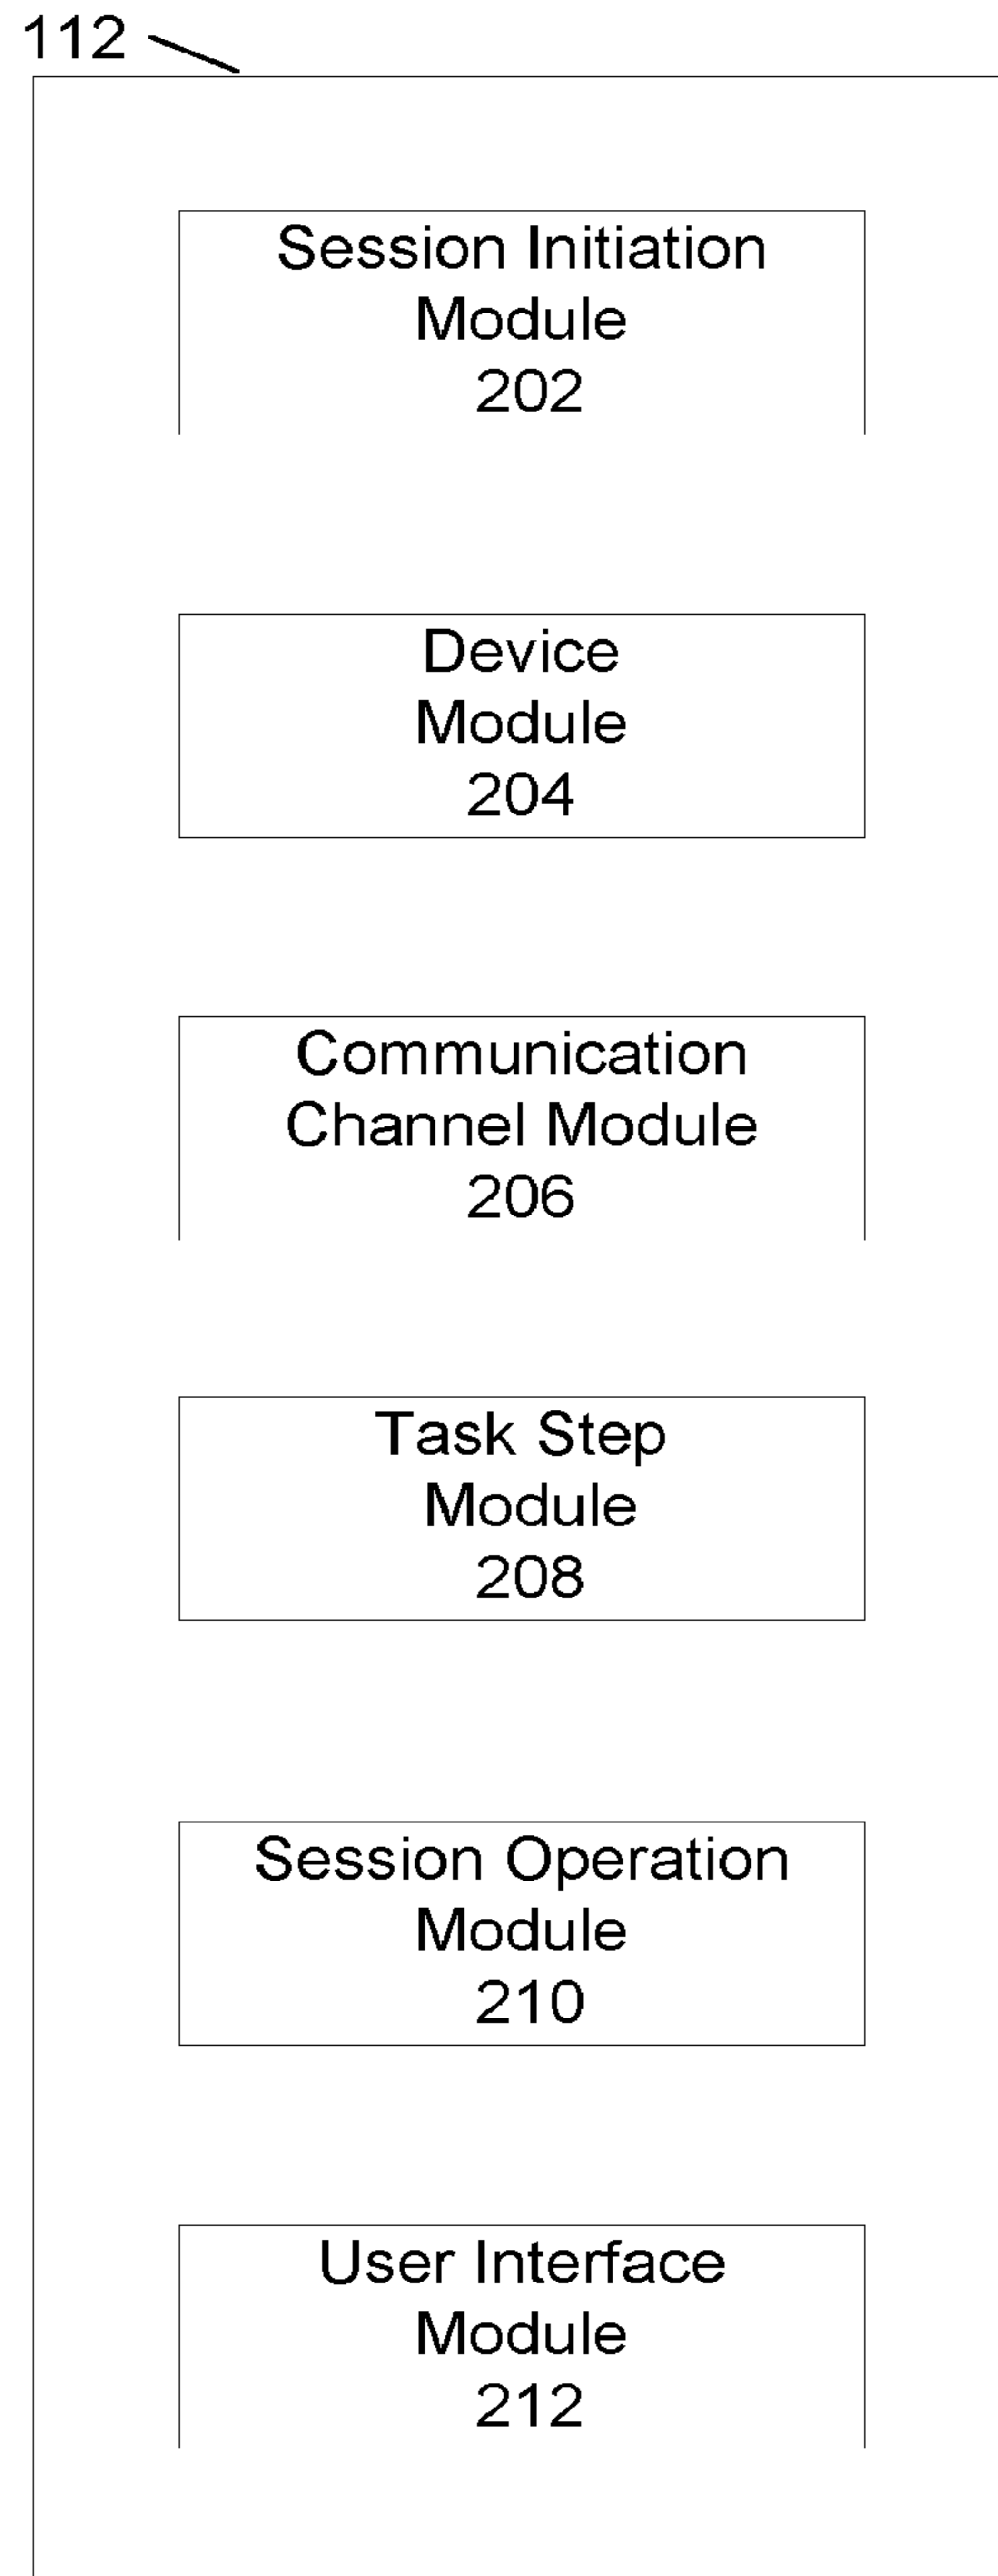 112
Session Initiation
Module
202
Device
Module
204
Communication
Channel Module
206
Task Step
Module
208
Session Operation
Module
210
User Interface
Module
212